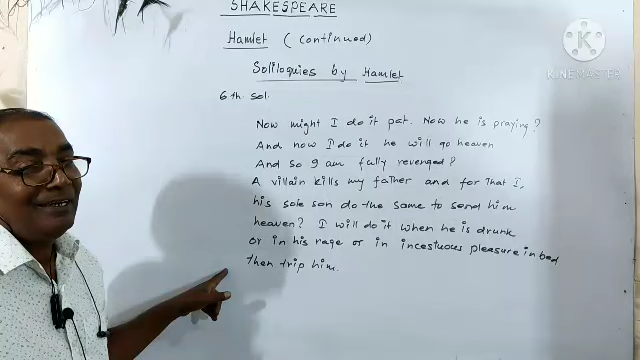 SHAKESPEARE
Hamlet (continued)
Soliloquies by Hamlet
6th. Sol.
Now might I do it pat. Now he is praying?
And now I do it he will go heaven
And so I am fully revenged?
A villain kills my father and for that I,
his sole son do the same to send him
heaven? I will do it when he is drunk
or in his rage or in incestuous pleasure in bed
then trip him.
K
KINEMASTER